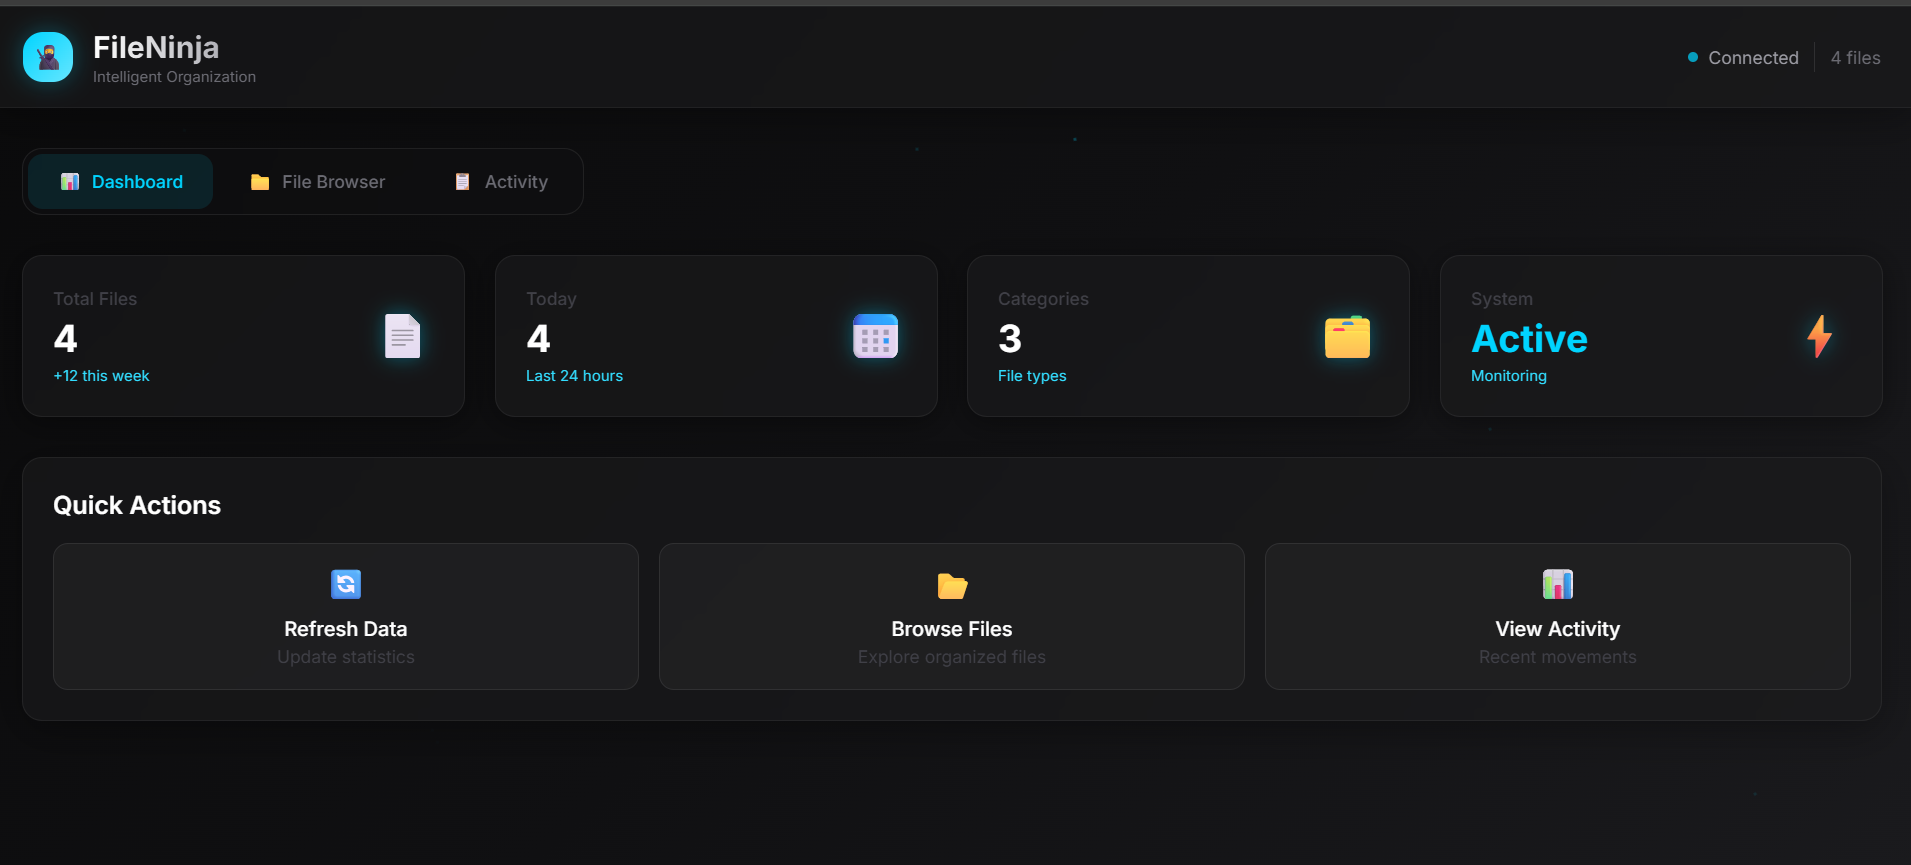 FileNinja
Intelligent Organization
Connected
4 files
Dashboard
File Browser
Activity
Total Files
4
+12 this week
Today
4
Last 24 hours
Categories
3
File types
System
Active
Monitoring
Quick Actions
Refresh Data
Update statistics
Browse Files
Explore organized files
View Activity
Recent movements